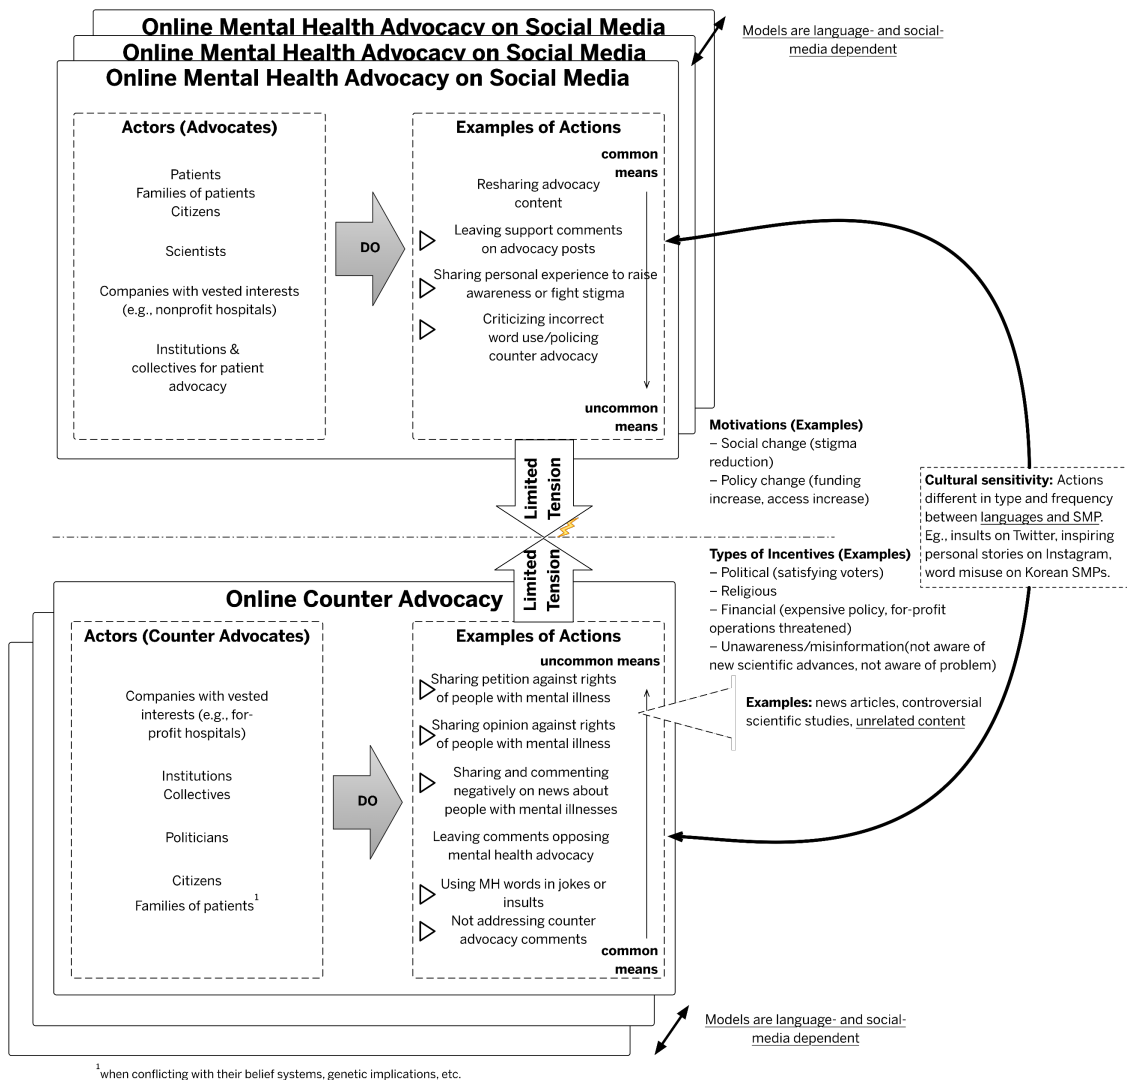 Online Mental Health Advocacy on Social Media
Online Mental Health Advocacy on Social Media
Online Mental Health Advocacy on Social Media
Models are language- and social-
media dependent
Actors (Advocates)
Patients
Families of patients
Citizens
Scientists
Companies with vested interests
(e.g., nonprofit hospitals)
Institutions &
collectives for patient
advocacy
DO
Examples of Actions
common
means
Resharing advocacy
content
Leaving support comments
on advocacy posts
Sharing personal experience to raise
awareness or fight stigma
Criticizing incorrect
word use/policing
counter advocacy
uncommon
means
Limited
Tension
Motivations (Examples)
– Social change (stigma
reduction)
– Policy change (funding
increase, access increase)
Cultural sensitivity: Actions
different in type and frequency
between languages and SMP.
Eg., insults on Twitter, inspiring
personal stories on Instagram,
word misuse on Korean SMPs.
Types of Incentives (Examples)
– Political (satisfying voters)
– Religious
– Financial (expensive policy, for-profit
operations threatened)
– Unawareness/misinformation(not aware of
new scientific advances, not aware of problem)
Limited
Tension
Online Counter Advocacy
Actors (Counter Advocates)
Companies with vested
interests (e.g., for-
profit hospitals)
Institutions
Collectives
Politicians
Citizens
Families of patients1
DO
Examples of Actions
uncommon means
Sharing petition against rights
of people with mental illness
Sharing opinion against rights
of people with mental illness
Sharing and commenting
negatively on news about
people with mental illnesses
Leaving comments opposing
mental health advocacy
Using MH words in jokes or
insults
Not addressing counter
advocacy comments
common
means
Examples: news articles, controversial
scientific studies, unrelated content
Models are language- and social-
media dependent
1when conflicting with their belief systems, genetic implications, etc.